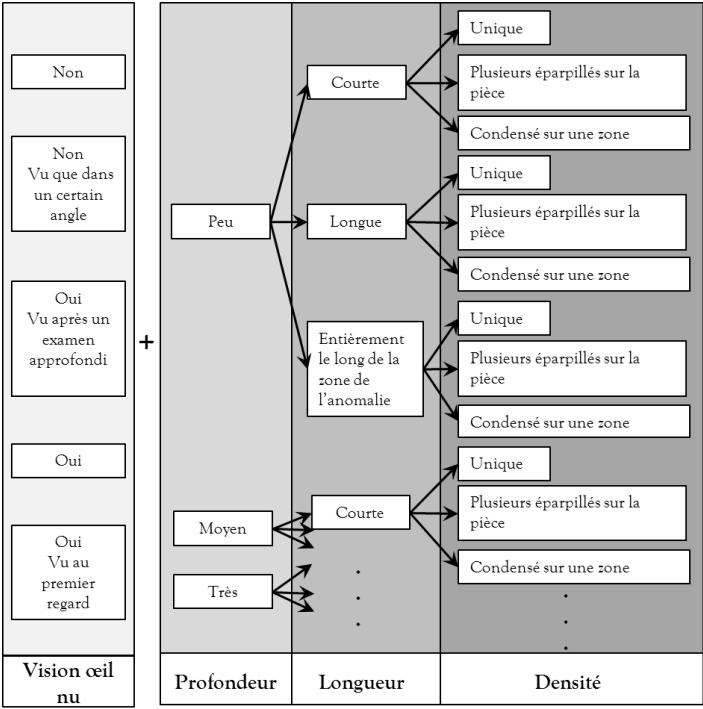 Non
Non
Vu que dans
un certain
angle
Oui
Vu après un
examen
approfondi
Oui
Oui
Vu au
premier
regard
Vision œil
nu
+
Peu
Moyen
Très
Profondeur
Courte
Longue
Entièrement
le long de la
zone de
l'anomalie
Courte
.
.
.
Longueur
Unique
Plusieurs éparpillés sur la
pièce
Condensé sur une zone
Unique
Plusieurs éparpillés sur la
pièce
Condensé sur une zone
Unique
Plusieurs éparpillés sur la
pièce
Condensé sur une zone
Unique
Plusieurs éparpillés sur la
pièce
Condensé sur une zone
.
.
.
Densité